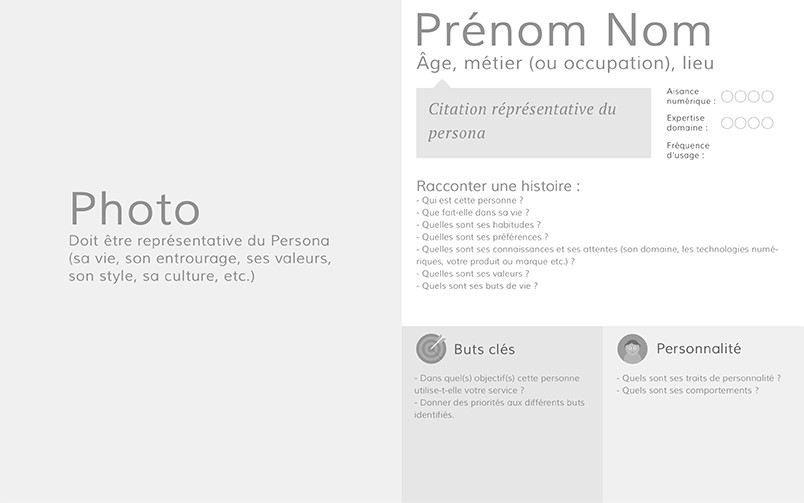 Photo
Doit être représentative du Persona
(sa vie, son entourage, ses valeurs,
son style, sa culture, etc.)
Prénom Nom
Âge, métier (ou occupation), lieu
Citation réprésentative du
persona
Aisance
numérique :
Expertise
domaine :
Fréquence
d'usage :
Racconter une histoire :
- Qui est cette personne ?
- Que fait-elle dans sa vie ?
- Quelles sont ses habitudes ?
- Quelles sont ses préférences ?
- Quelles sont ses connaissances et ses attentes (son domaine, les technologies numé-
riques, votre produit ou marque etc.) ?
- Quelles sont ses valeurs ?
- Quels sont ses buts de vie ?
Buts clés
- Dans quel(s) objectif(s) cette personne
utilise-t-elle votre service ?
- Donner des priorités aux différents buts
identifiés.
Personnalité
- Quels sont ses traits de personnalité ?
- Quels sont ses comportements ?